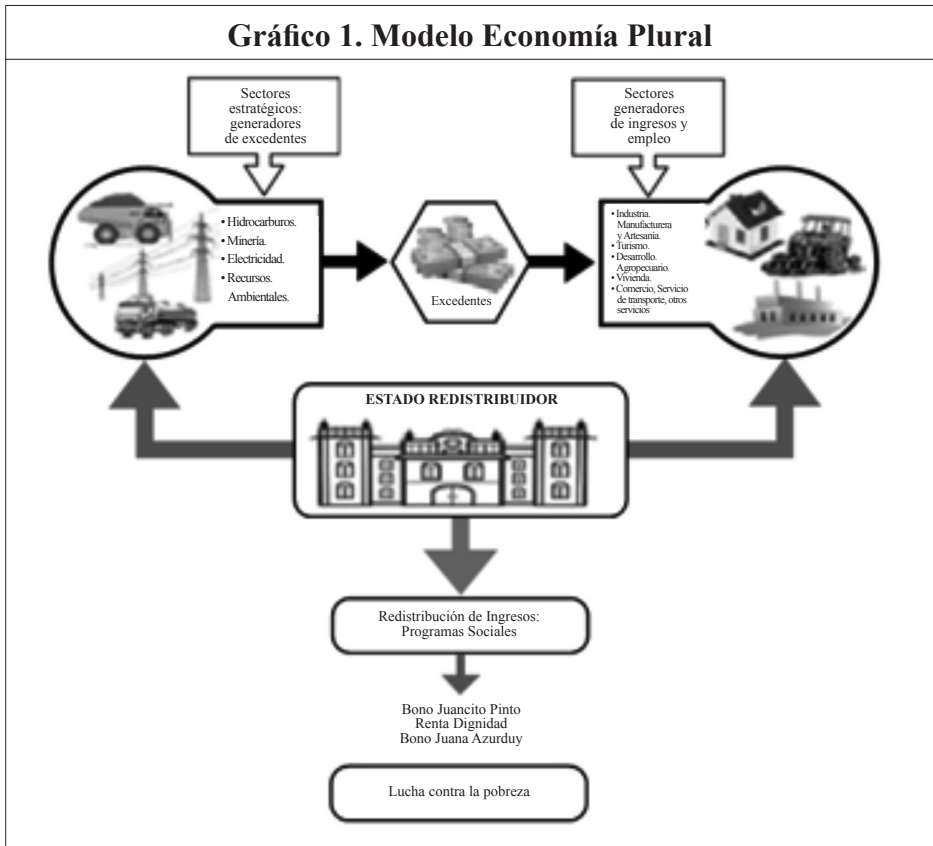 Gráfico 1. Modelo Economía Plural
Sectores
estratégicos:
generadores
de excedentes
Sectores
generadores
de ingresos y
empleo
• Hidrocarburos.
• Minería.
• Electricidad.
• Recursos.
Ambientales.
Excedentes
• Industria.
Manufacturera
y Artesanía.
• Turismo.
• Desarrollo.
Agropecuario.
• Vivienda.
• Comercio, Servicio
de transporte, otros
servicios
ESTADO REDISTRIBUIDOR
Redistribución de Ingresos:
Programas Sociales
Bono Juancito Pinto
Renta Dignidad
Bono Juana Azurduy
Lucha contra la pobreza